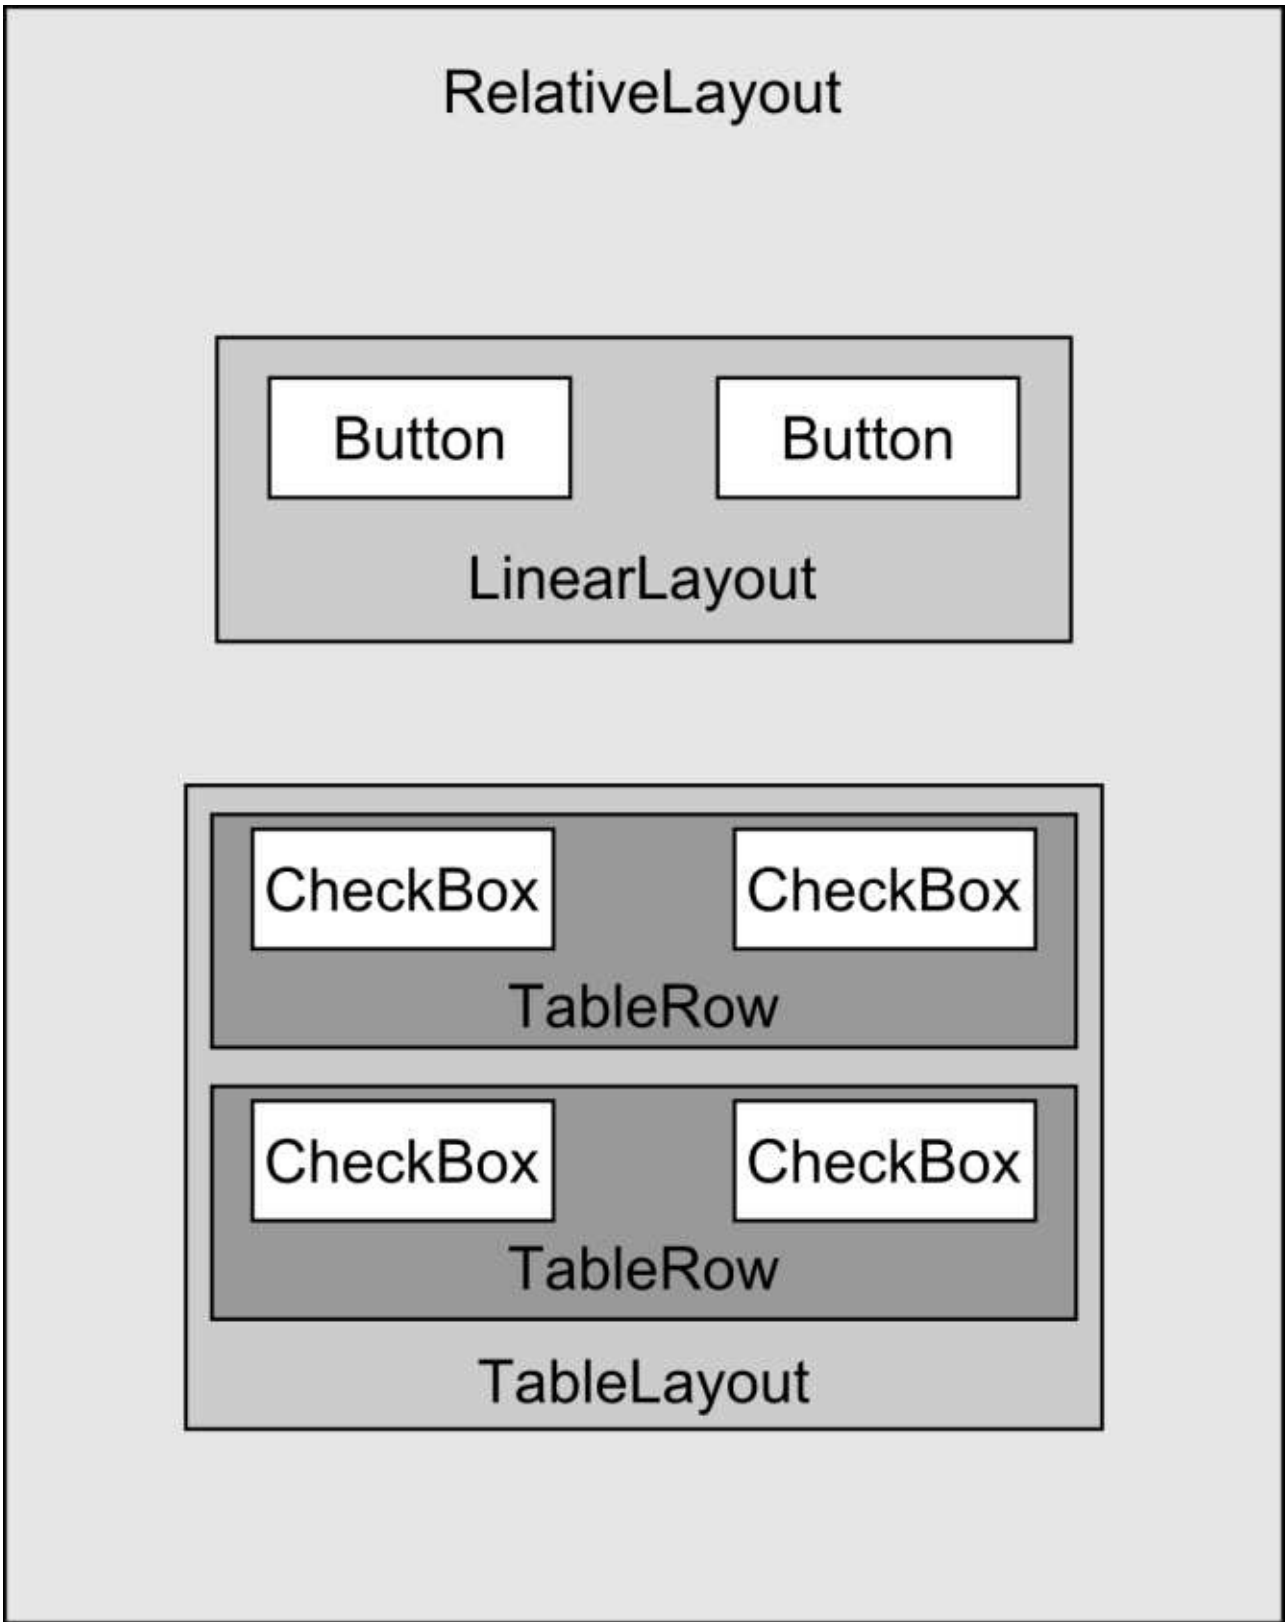 RelativeLayout
Button Button
LinearLayout
CheckBox CheckBox
TableRow
CheckBox CheckBox
TableRow
TableLayout